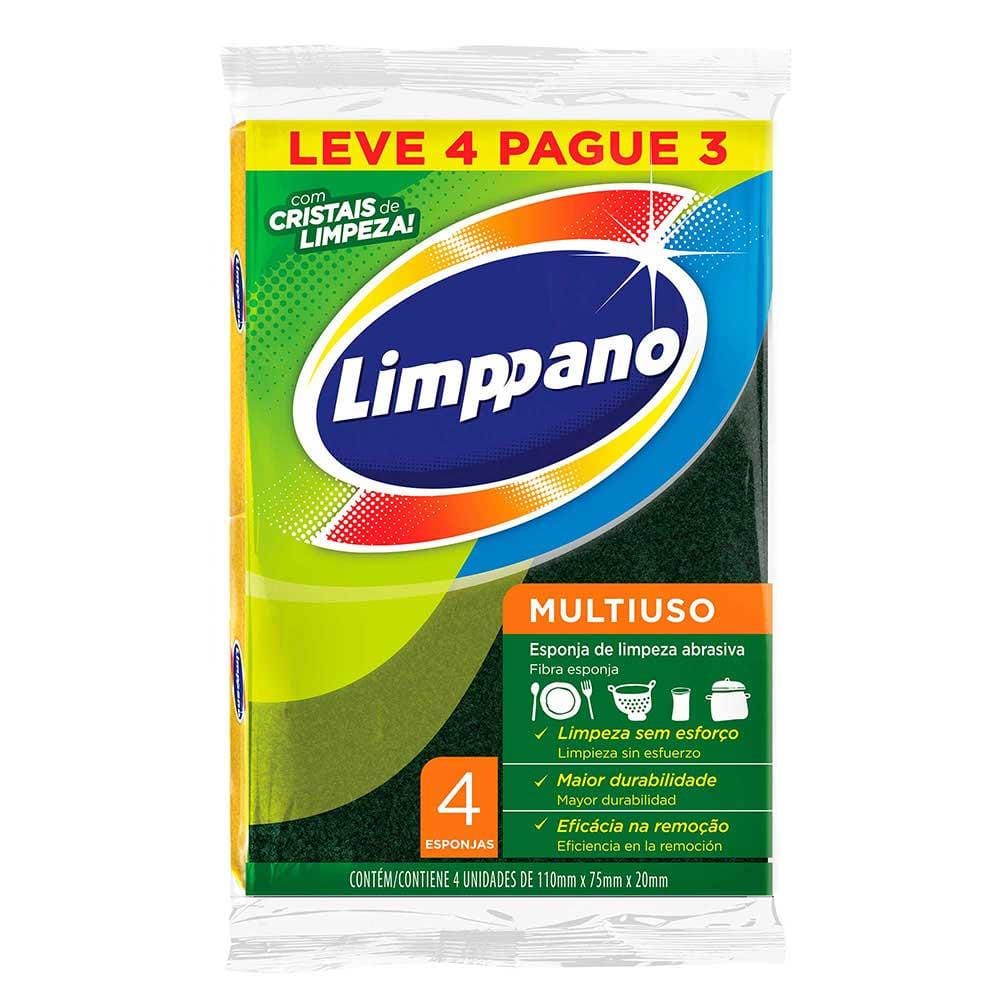 LEVE 4 PAGUE 3
com
CRISTAIS de
LIMPEZA!
Limppano
Limppano
Limppano
MULTIUSO
Esponja de limpeza abrasiva
Fibra esponja
✓ Limpeza sem esforço
Limpieza sin esfuerzo
✓ Maior durabilidade
Mayor durabilidad
✓ Eficácia na remoção
Eficiencia en la remoción
4
ESPONJAS
CONTÉM/CONTIENE 4 UNIDADES DE 110mm x 75mm x 20mm